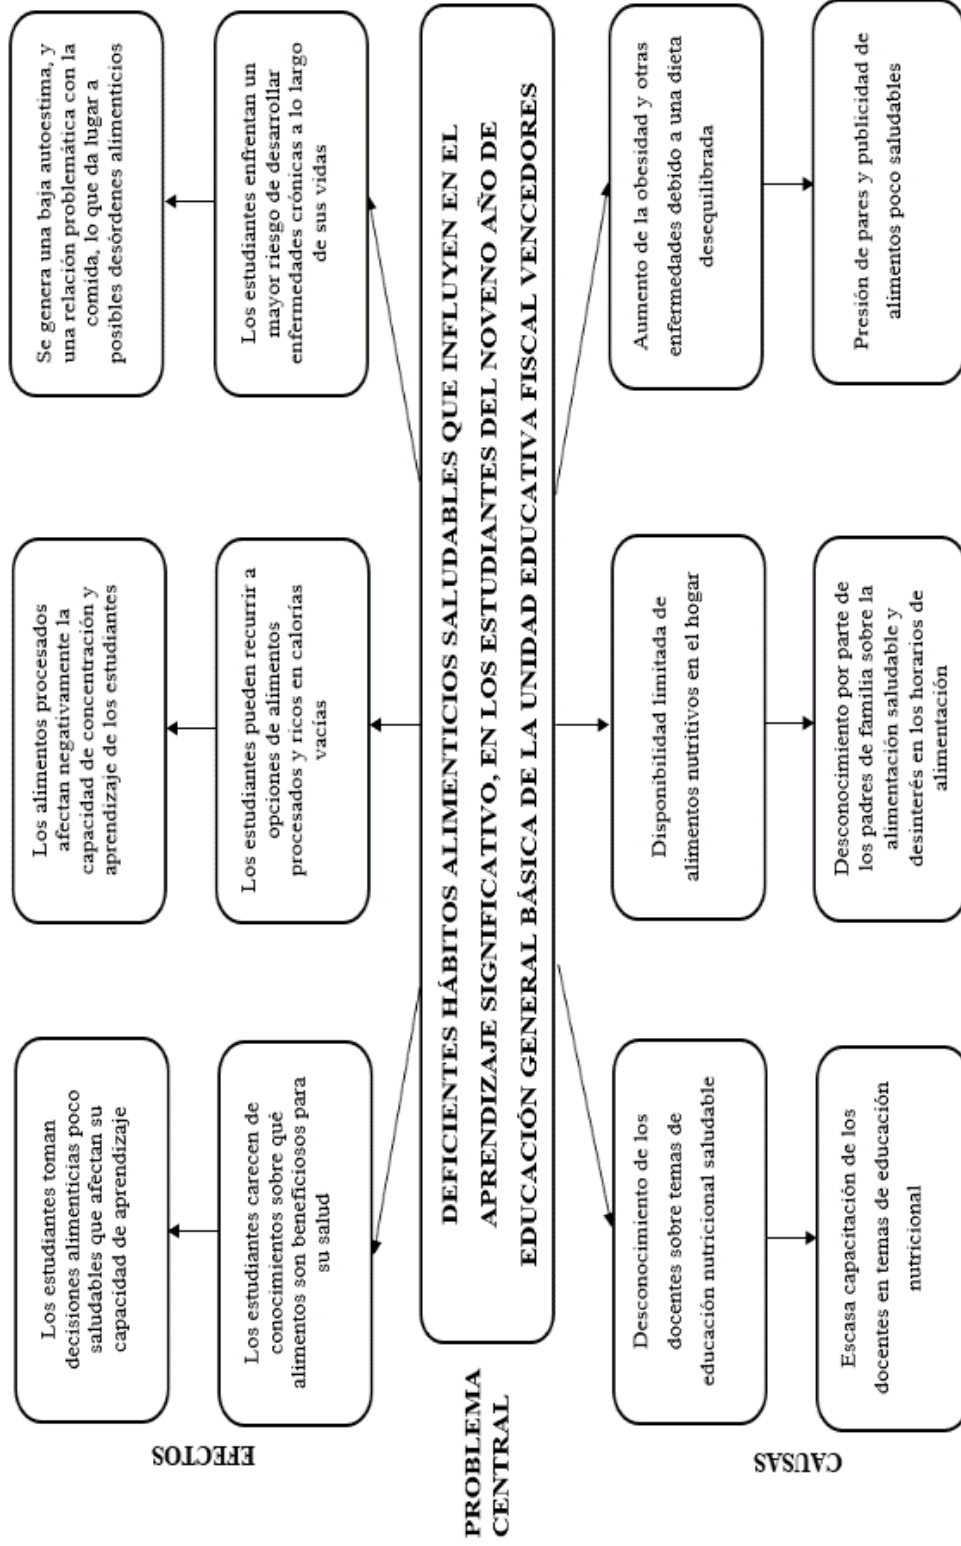 EFECTOS
Los estudiantes toman
decisiones alimenticias poco
saludables que afectan su
capacidad de aprendizaje
Los alimentos procesados
afectan negativamente la
capacidad de concentración y
aprendizaje de los estudiantes
Se genera una baja autoestima, y
una relación problemática con la
comida, lo que da lugar a
posibles desórdenes alimenticios
Los estudiantes carecen de
conocimientos sobre qué
alimentos son beneficiosos para
su salud
Los estudiantes pueden recurrir a
opciones de alimentos
procesados y ricos en calorías
vacías
Los estudiantes enfrentan un
mayor riesgo de desarrollar
enfermedades crónicas a lo largo
de sus vidas
PROBLEMA
CENTRAL
DEFICIENTES HÁBITOS ALIMENTICIOS SALUDABLES QUE INFLUYEN EN EL
APRENDIZAJE SIGNIFICATIVO, EN LOS ESTUDIANTES DEL NOVENO AÑO DE
EDUCACIÓN GENERAL BÁSICA DE LA UNIDAD EDUCATIVA FISCAL VENCEDORES
CAUSAS
Desconocimiento de los
docentes sobre temas de
educación nutricional saludable
Disponibilidad limitada de
alimentos nutritivos en el hogar
Aumento de la obesidad y otras
enfermedades debido a una dieta
desequilibrada
Escasa capacitación de los
docentes en temas de educación
nutricional
Desconocimiento por parte de
los padres de familia sobre la
alimentación saludable y
desinterés en los horarios de
alimentación
Presión de pares y publicidad de
alimentos poco saludables